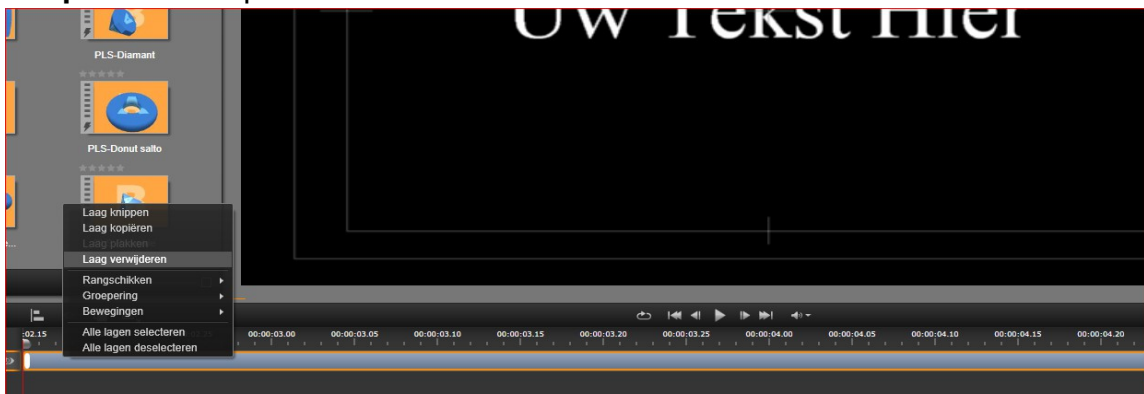 Uw Tekst Hier
PLS-Diamant
PLS-Donut salto
B
e...
Laag knippen
Laag kopiëren
Laag plakken
Laag verwijderen
Rangschikken
Groepering
Bewegingen
Alle lagen selecteren
Alle lagen deselecteren
:02.15 00:00:03.00 00:00:03.05 00:00:03.10 00:00:03.15 00:00:03.20 00:00:03.25 00:00:04.00 00:00:04.05 00:00:04.10 00:00:04.15 00:00:04.20